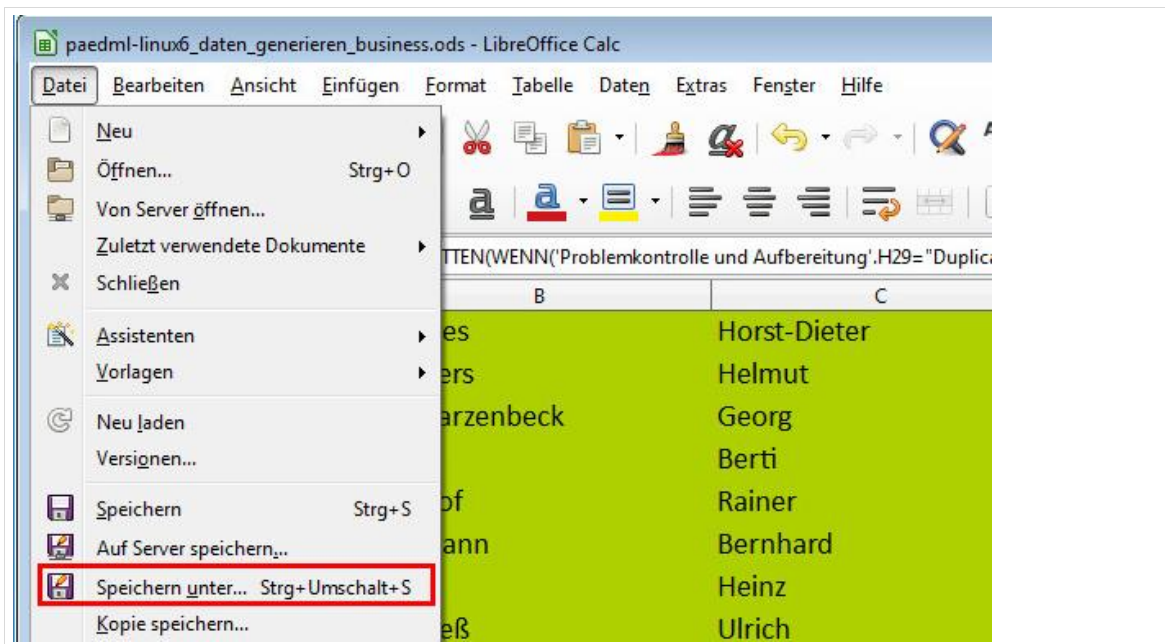 paedml-linux6_daten_generieren_business.ods - LibreOffice Calc
Datei Bearbeiten Ansicht Einfügen Format Tabelle Daten Extras Fenster Hilfe
Neu
Öffnen... Strg+O
Von Server öffnen...
Zuletzt verwendete Dokumente
TTEN(WENN('Problemkontrolle und Aufbereitung'.H29="Duplica
Schließen
B C
Assistenten es Horst-Dieter
Vorlagen ers Helmut
Neu laden arzenbeck Georg
Versionen... Berti
Speichern Strg+S of Rainer
Auf Server speichern... ann Bernhard
Speichern unter... Strg+Umschalt+S Heinz
Kopie speichern... eß Ulrich